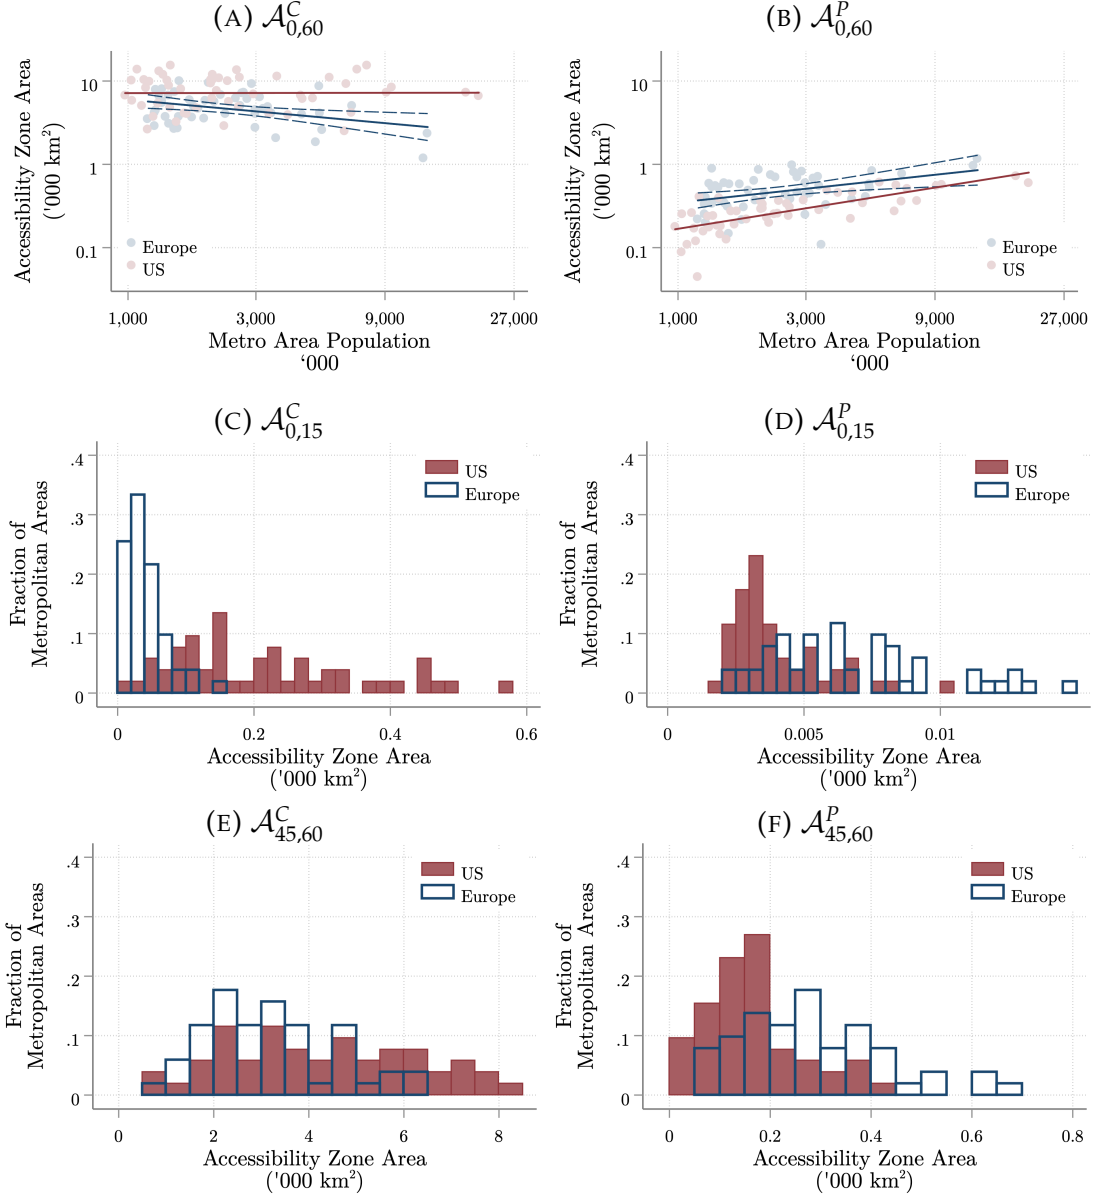 (A) 𝒜^C_{0,60}
Accessibility Zone Area
('000 km²)
10
1
0.1
Europe
US
1,000 3,000 9,000 27,000
Metro Area Population
‘000
(B) 𝒜^P_{0,60}
Accessibility Zone Area
('000 km²)
10
1
0.1
Europe
US
1,000 3,000 9,000 27,000
Metro Area Population
‘000
(C) 𝒜^C_{0,15}
Fraction of
Metropolitan Areas
.4
.3
.2
.1
0
US
Europe
0 0.2 0.4 0.6
Accessibility Zone Area
('000 km²)
(D) 𝒜^P_{0,15}
Fraction of
Metropolitan Areas
.4
.3
.2
.1
0
US
Europe
0 0.005 0.01
Accessibility Zone Area
('000 km²)
(E) 𝒜^C_{45,60}
Fraction of
Metropolitan Areas
.4
.3
.2
.1
0
US
Europe
0 2 4 6 8
Accessibility Zone Area
('000 km²)
(F) 𝒜^P_{45,60}
Fraction of
Metropolitan Areas
.4
.3
.2
.1
0
US
Europe
0 0.2 0.4 0.6 0.8
Accessibility Zone Area
('000 km²)